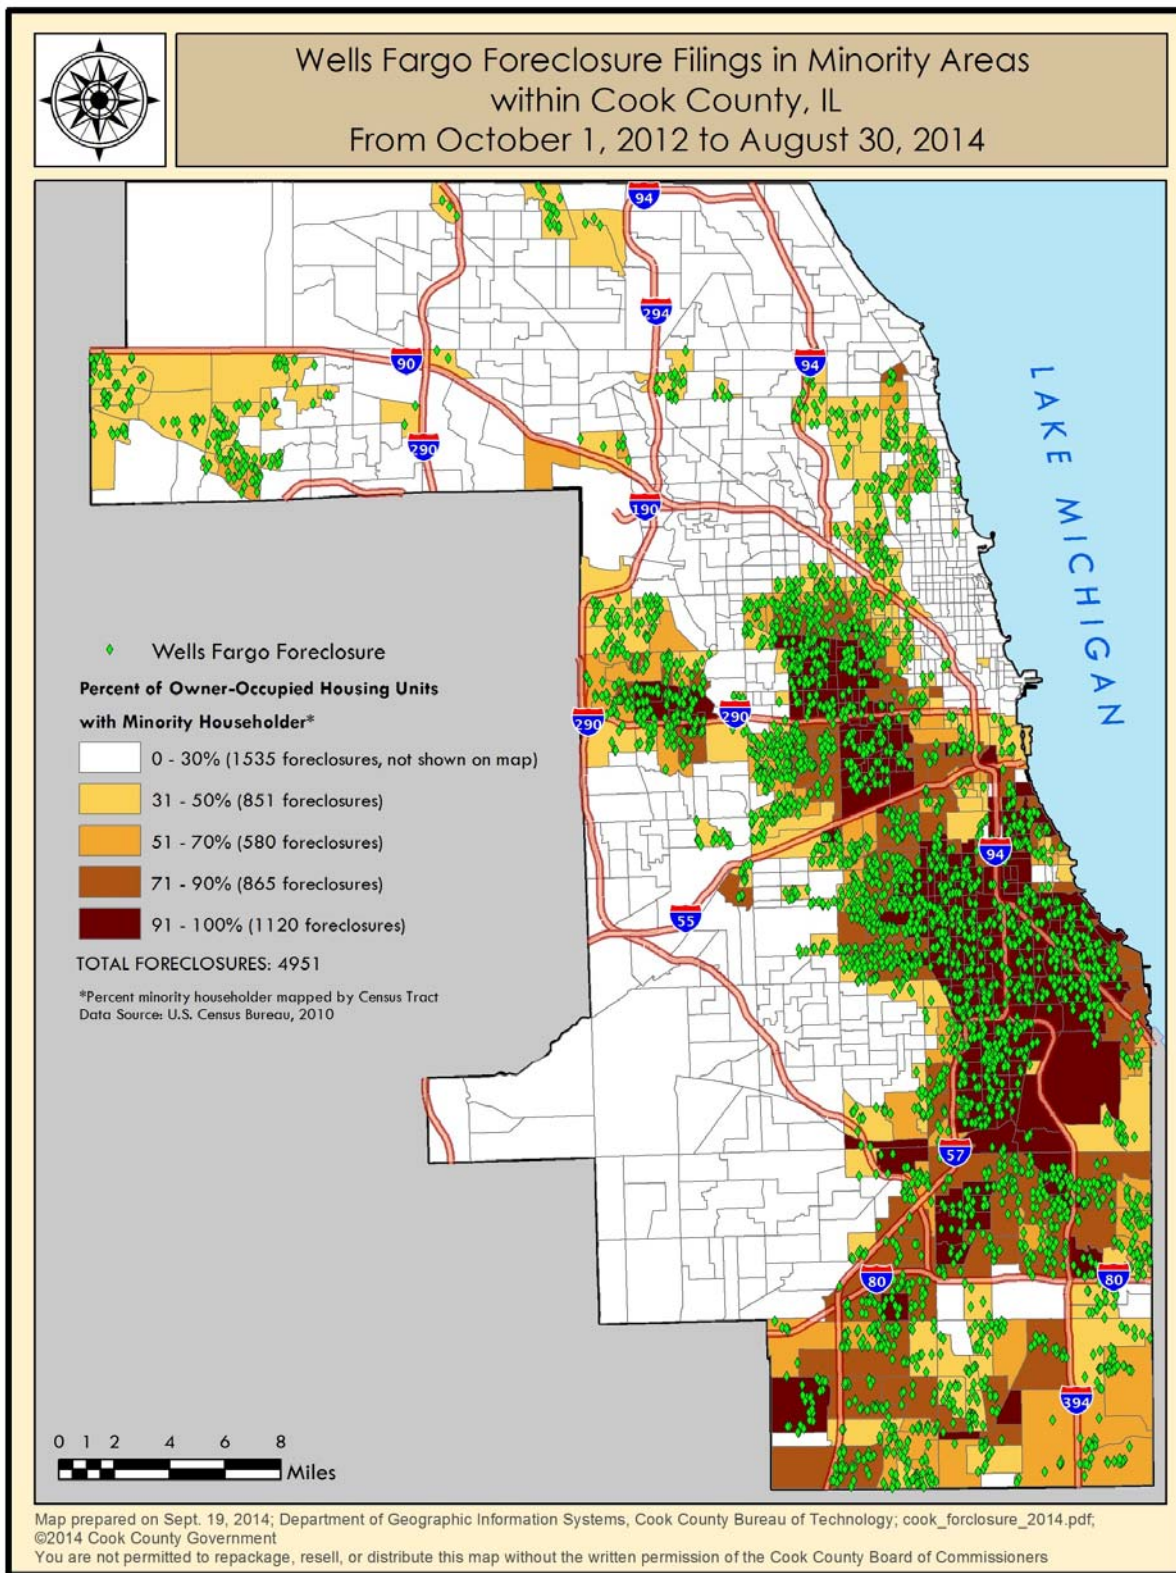 Wells Fargo Foreclosure Filings in Minority Areas
within Cook County, IL
From October 1, 2012 to August 30, 2014
94
294
90
94
290
190
LAKE MICHIGAN
Wells Fargo Foreclosure
Percent of Owner-Occupied Housing Units
with Minority Householder*
0 - 30% (1535 foreclosures, not shown on map)
31 - 50% (851 foreclosures)
51 - 70% (580 foreclosures)
71 - 90% (865 foreclosures)
91 - 100% (1120 foreclosures)
TOTAL FORECLOSURES: 4951
*Percent minority householder mapped by Census Tract
Data Source: U.S. Census Bureau, 2010
290
290
94
55
57
80
80
394
0 1 2 4 6 8
Miles
Map prepared on Sept. 19, 2014; Department of Geographic Information Systems, Cook County Bureau of Technology; cook_forclosure_2014.pdf;
©2014 Cook County Government
You are not permitted to repackage, resell, or distribute this map without the written permission of the Cook County Board of Commissioners